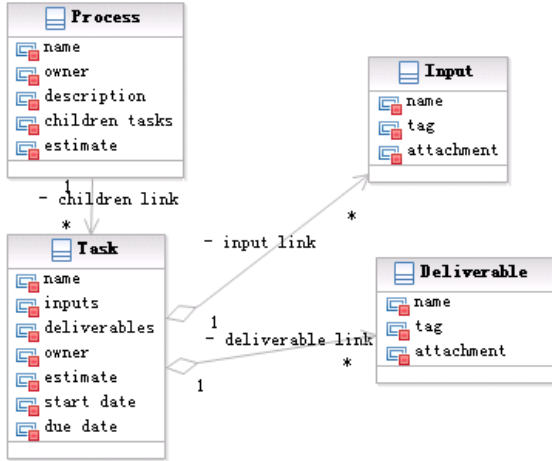 Process
name
owner
description
children tasks
estimate
1
- children link
*
Task
name
inputs
deliverables
owner
estimate
start date
due date
Input
name
tag
attachment
*
- input link
1
Deliverable
name
tag
attachment
- deliverable link
*
1